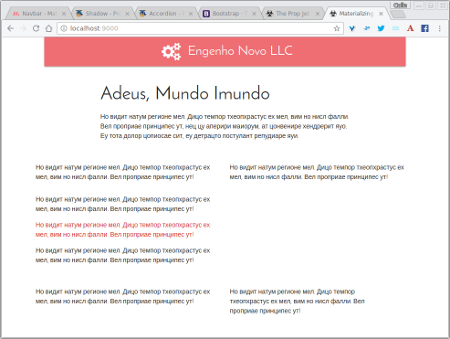 Navbar - Ma
Shadow - Pr
Accordion -
Bootstrap -
The Prop Jet
Materializing
localhost:9000
Engenho Novo LLC
Adeus, Mundo Imundo
Но видит натум регионе мел. Дицо темпор тхеопхрастус ех мел, вим но нисл фалли.
Вел проприае принципес ут, нец цу аперири маиорум, ат цонвенире хендрерит яуо.
Еу тота долор цопиосае сит, еу детрацто постулант репудиаре яуи.
Но видит натум регионе мел. Дицо темпор тхеопхрастус ех
мел, вим но нисл фалли. Вел проприае принципес ут!
Но видит натум регионе мел. Дицо темпор тхеопхрастус ех
мел, вим но нисл фалли. Вел проприае принципес ут!
Но видит натум регионе мел. Дицо темпор тхеопхрастус ех
мел, вим но нисл фалли. Вел проприае принципес ут!
Но видит натум регионе мел. Дицо темпор тхеопхрастус ех
мел, вим но нисл фалли. Вел проприае принципес ут!
Но видит натум регионе мел. Дицо темпор тхеопхрастус ех
мел, вим но нисл фалли. Вел проприае принципес ут!
Но видит натум регионе мел. Дицо темпор тхеопхрастус ех
мел, вим но нисл фалли. Вел проприае принципес ут!
Но видит натум регионе мел. Дицо темпор
тхеопхрастус ех мел, вим но нисл фалли. Вел
проприае принципес ут!